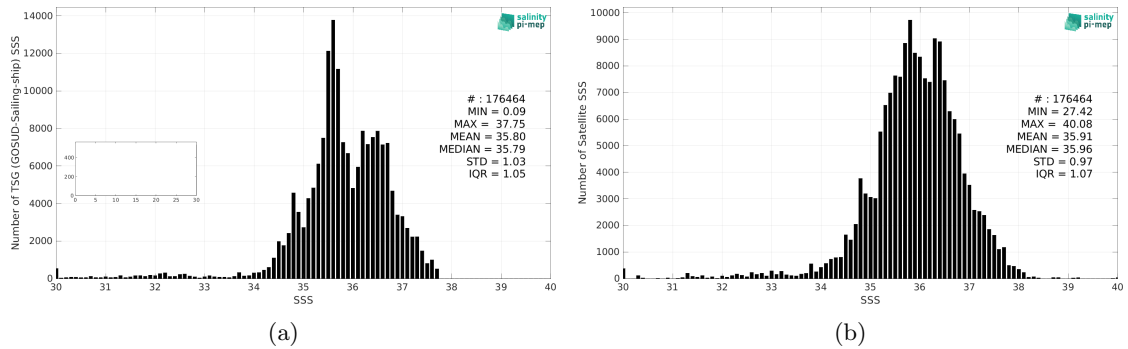 salinity
pi-mep
Number of TSG (GOSUD-Sailing-ship) SSS
14000
12000
10000
8000
6000
4000
2000
0
# : 176464
MIN = 0.09
MAX = 37.75
MEAN = 35.80
MEDIAN = 35.79
STD = 1.03
IQR = 1.05
400
200
0
0 5 10 15 20 25 30
30 31 32 33 34 35 36 37 38 39 40
SSS
(a)
salinity
pi-mep
Number of Satellite SSS
10000
9000
8000
7000
6000
5000
4000
3000
2000
1000
0
# : 176464
MIN = 27.42
MAX = 40.08
MEAN = 35.91
MEDIAN = 35.96
STD = 0.97
IQR = 1.07
30 31 32 33 34 35 36 37 38 39 40
SSS
(b)